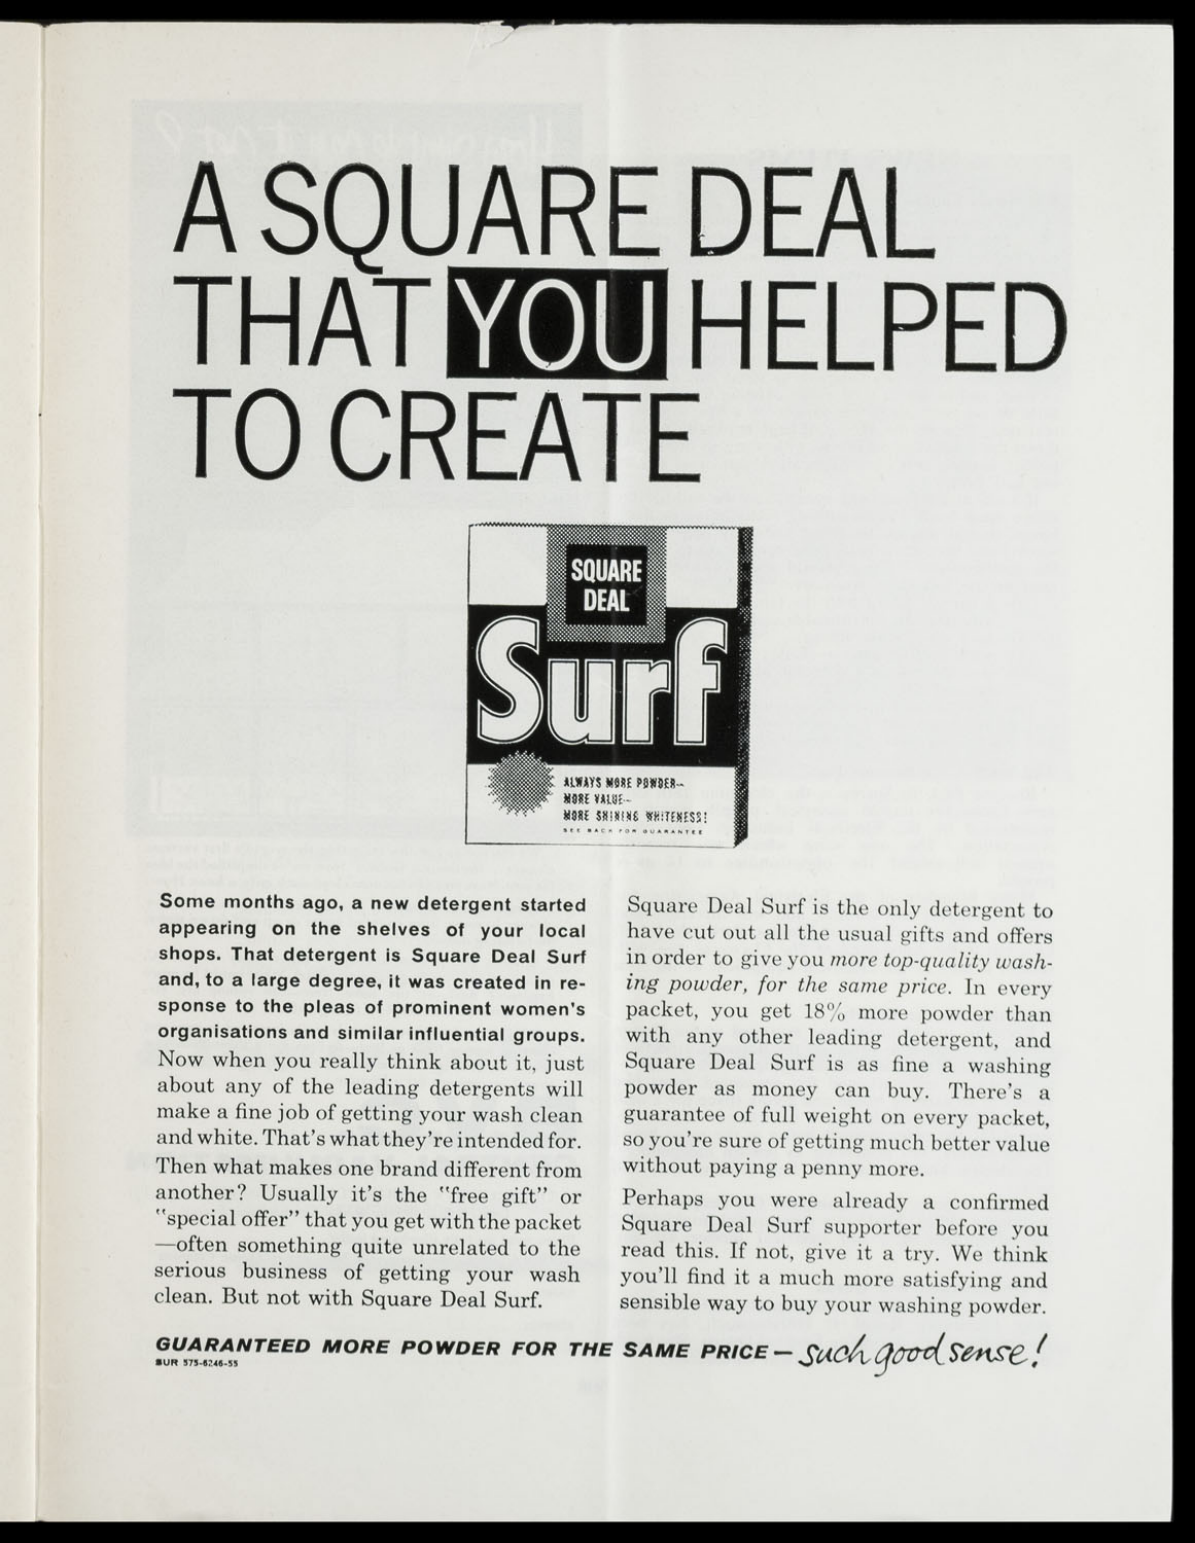 A SQUARE DEAL
THAT YOU HELPED
TO CREATE
SQUARE
DEAL
Surf
ALWAYS MORE POWDER—
MORE VALUE—
MORE SHINING WHITENESS!
SEE BACK FOR GUARANTEE
Some months ago, a new detergent started
appearing on the shelves of your local
shops. That detergent is Square Deal Surf
and, to a large degree, it was created in re-
sponse to the pleas of prominent women's
organisations and similar influential groups.
Now when you really think about it, just
about any of the leading detergents will
make a fine job of getting your wash clean
and white. That's what they're intended for.
Then what makes one brand different from
another? Usually it's the "free gift" or
"special offer" that you get with the packet
—often something quite unrelated to the
serious business of getting your wash
clean. But not with Square Deal Surf.
Square Deal Surf is the only detergent to
have cut out all the usual gifts and offers
in order to give you more top-quality wash-
ing powder, for the same price. In every
packet, you get 18% more powder than
with any other leading detergent, and
Square Deal Surf is as fine a washing
powder as money can buy. There's a
guarantee of full weight on every packet,
so you're sure of getting much better value
without paying a penny more.
Perhaps you were already a confirmed
Square Deal Surf supporter before you
read this. If not, give it a try. We think
you'll find it a much more satisfying and
sensible way to buy your washing powder.
GUARANTEED MORE POWDER FOR THE SAME PRICE— such good sense!
SUR 575-6246-55